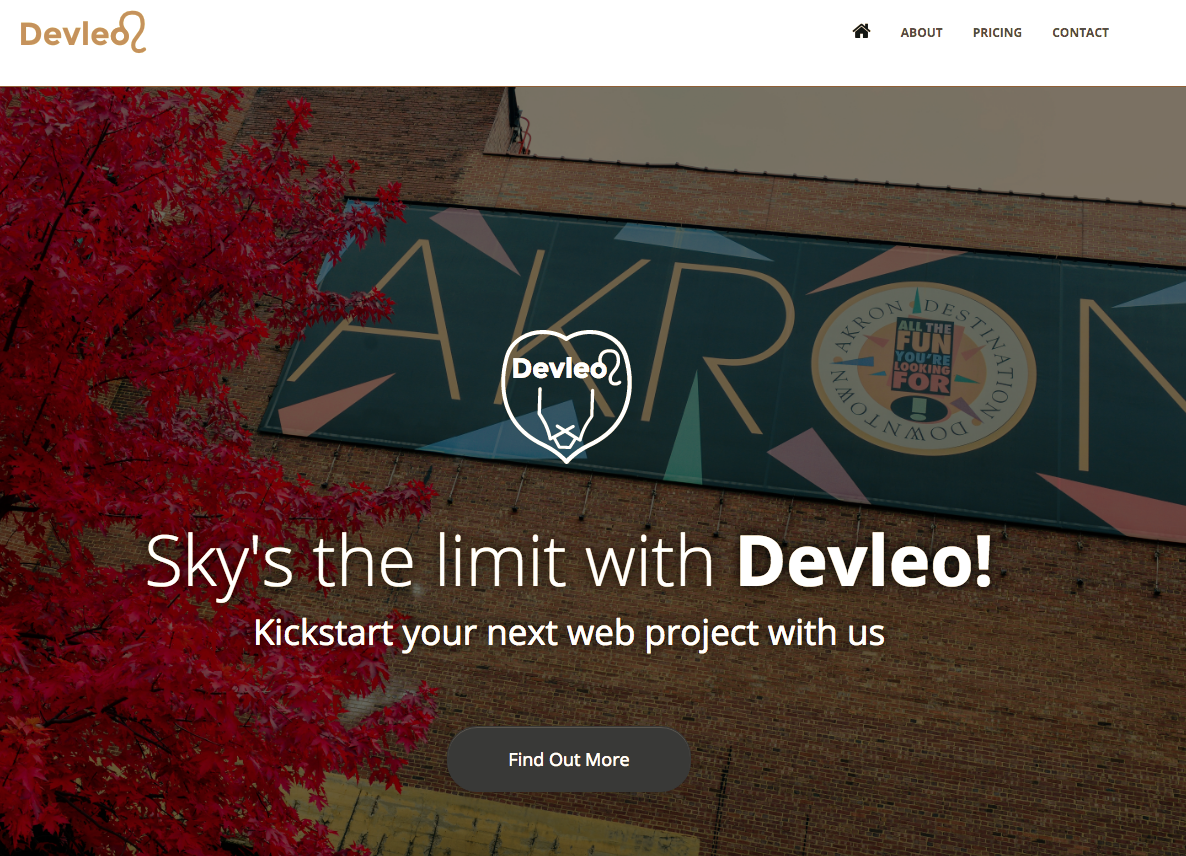 Devleo
ABOUT PRICING CONTACT
AKRON
AKRON DESTINATION DOWNTOWN
ALL THE
FUN
YOU'RE
LOOKING
FOR
!
Devleo
Sky's the limit with Devleo!
Kickstart your next web project with us
Find Out More